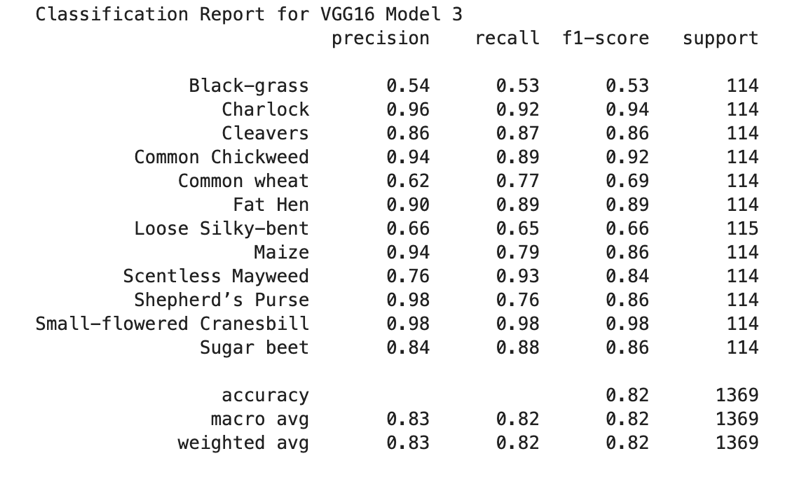 Classification Report for VGG16 Model 3
precision recall f1-score support
Black-grass 0.54 0.53 0.53 114
Charlock 0.96 0.92 0.94 114
Cleavers 0.86 0.87 0.86 114
Common Chickweed 0.94 0.89 0.92 114
Common wheat 0.62 0.77 0.69 114
Fat Hen 0.90 0.89 0.89 114
Loose Silky-bent 0.66 0.65 0.66 115
Maize 0.94 0.79 0.86 114
Scentless Mayweed 0.76 0.93 0.84 114
Shepherd’s Purse 0.98 0.76 0.86 114
Small-flowered Cranesbill 0.98 0.98 0.98 114
Sugar beet 0.84 0.88 0.86 114
accuracy 0.82 1369
macro avg 0.83 0.82 0.82 1369
weighted avg 0.83 0.82 0.82 1369